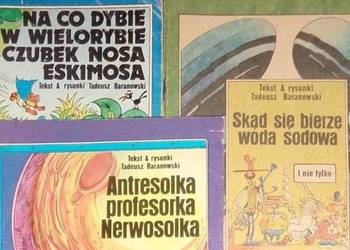 NA CO DYBIE
W WIELORYBIE
CZUBEK NOSA
ESKIMOSA
Tekst & rysunki Tadeusz Baranowski
Tekst & rysunki
Tadeusz Baranowski
Skąd się bierze
woda sodowa
I nie tylko
Tekst & rysunki
Tadeusz Baranowski
Antresolka
profesorka
Nerwosolka